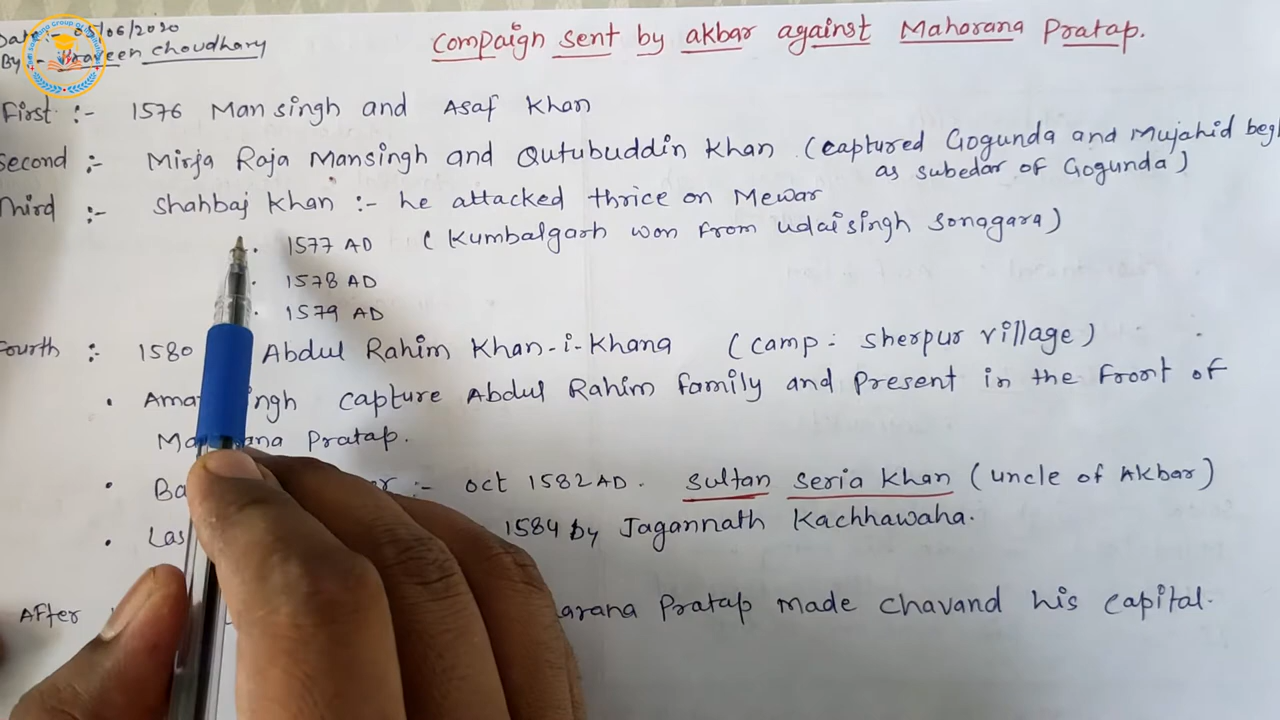 Date:- 05/06/2020
By:- Praveen Choudhary
Compaign sent by akbar against Maharana Pratap.
First :- 1576 Mansingh and Asaf Khan
Second :- Mirja Raja Mansingh and Qutubuddin Khan (captured Gogunda and Mujahid beg
as subedar of Gogunda)
Third :- Shahbaj Khan :- he attacked thrice on Mewar
1577 AD (Kumbalgarh won from udaisingh Sonagara)
1578 AD
1579 AD
Fourth :- 1580 Abdul Rahim Khan-i-Khana (camp: Sherpur village)
• Amar singh capture Abdul Rahim family and present in the front of
Maharana Pratap.
• Ba :- Oct 1582 AD. Sultan Seria Khan (uncle of Akbar)
• Las 1584 by Jagannath Kachhawaha.
After Maharana Pratap made chavand his capital.